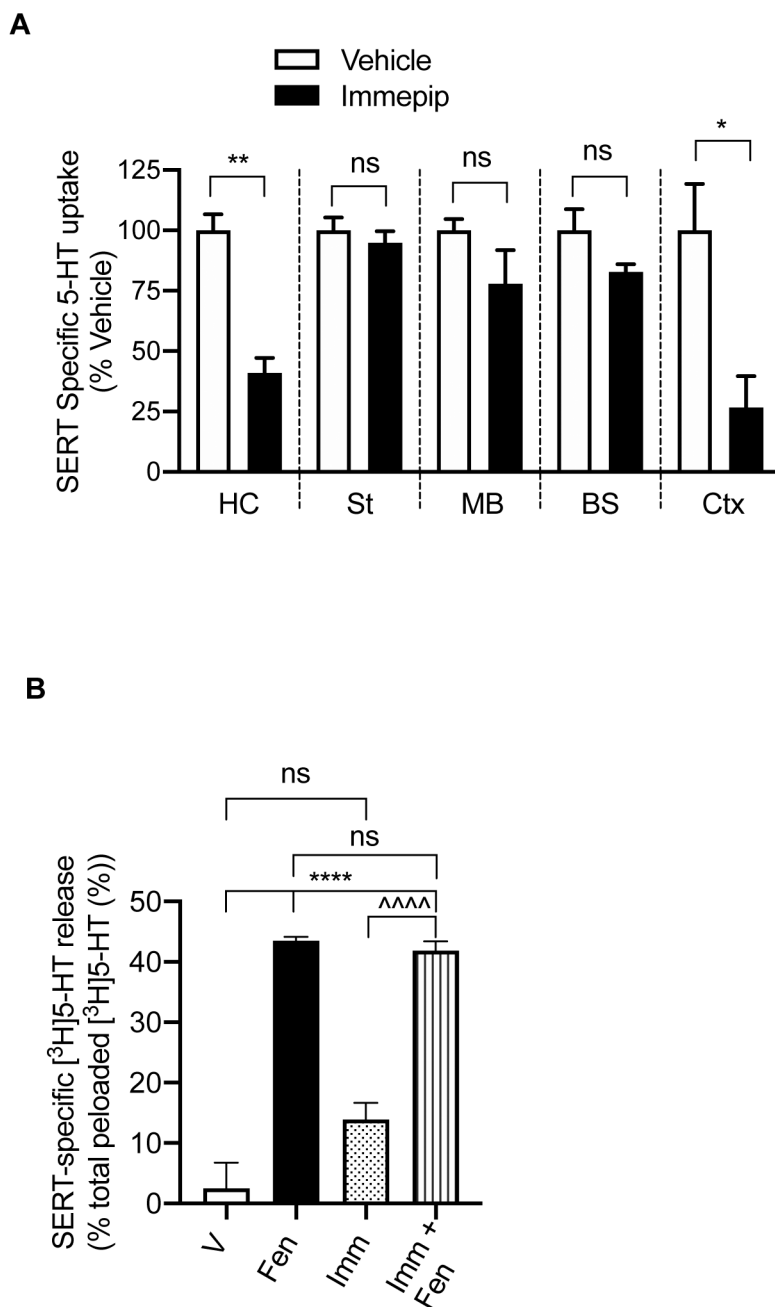 A
Vehicle
Immepip
** ns ns ns *
SERT Specific 5-HT uptake
(% Vehicle)
125
100
75
50
25
0
HC St MB BS Ctx
B
ns
ns
****
^^^^
SERT-specific [³H]5-HT release
(% total peloaded [³H]5-HT (%))
50
40
30
20
10
0
V
Fen
Imm
Imm +
Fen